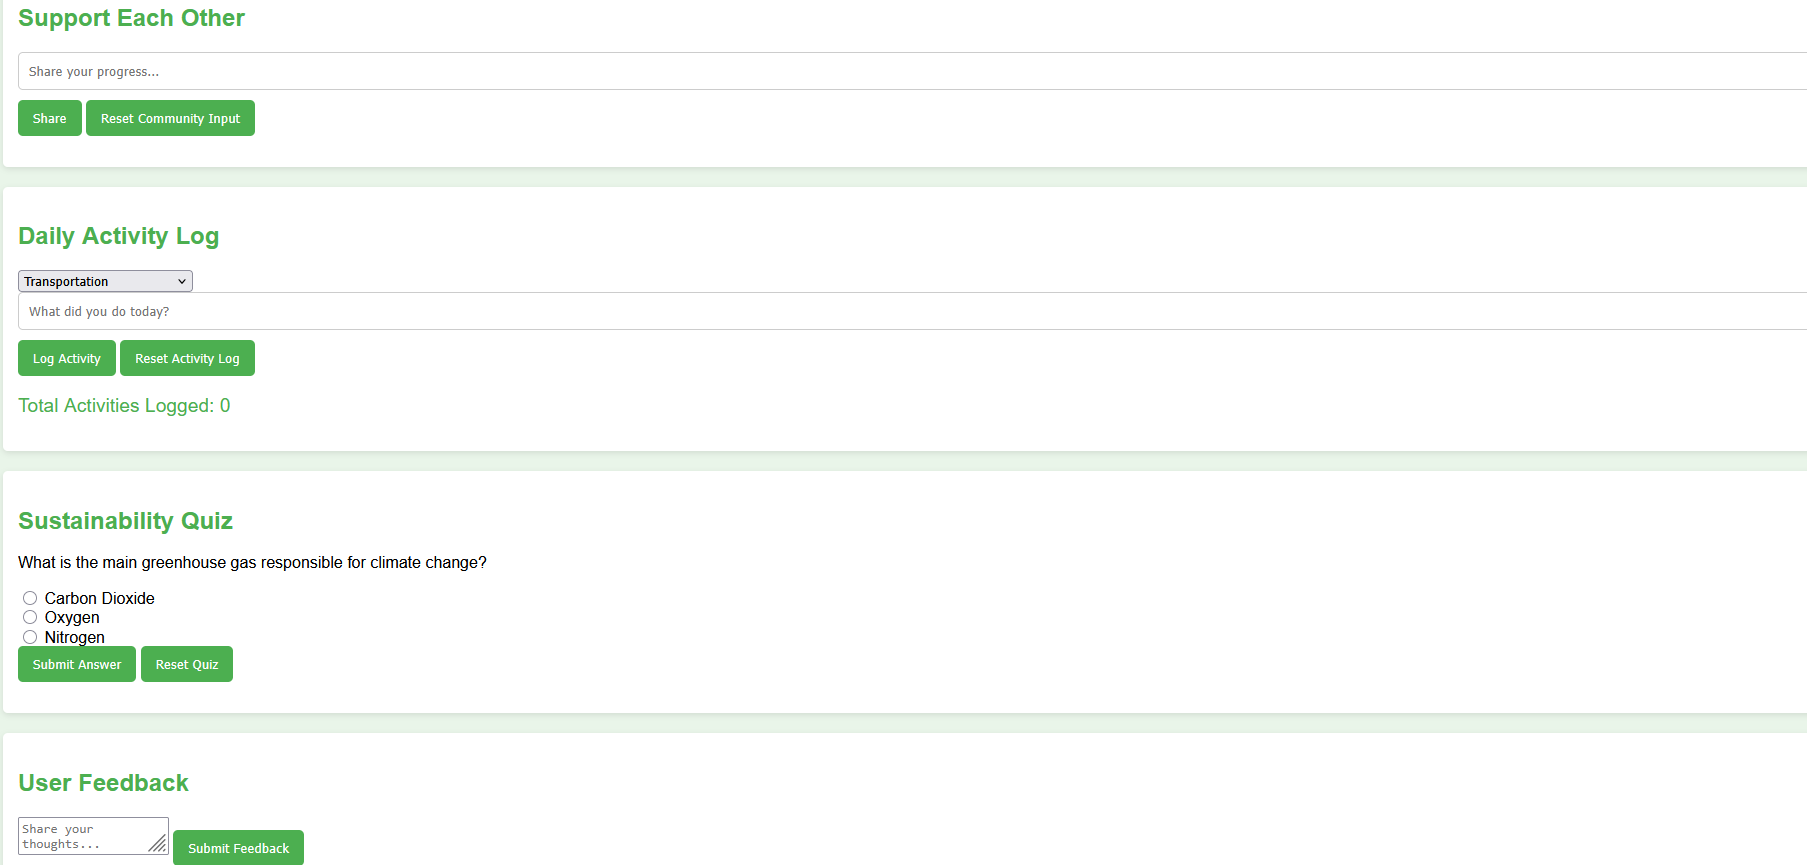 Support Each Other
Share your progress...
Share Reset Community Input
Daily Activity Log
Transportation
What did you do today?
Log Activity Reset Activity Log
Total Activities Logged: 0
Sustainability Quiz
What is the main greenhouse gas responsible for climate change?
Carbon Dioxide
Oxygen
Nitrogen
Submit Answer Reset Quiz
User Feedback
Share your
thoughts...
Submit Feedback